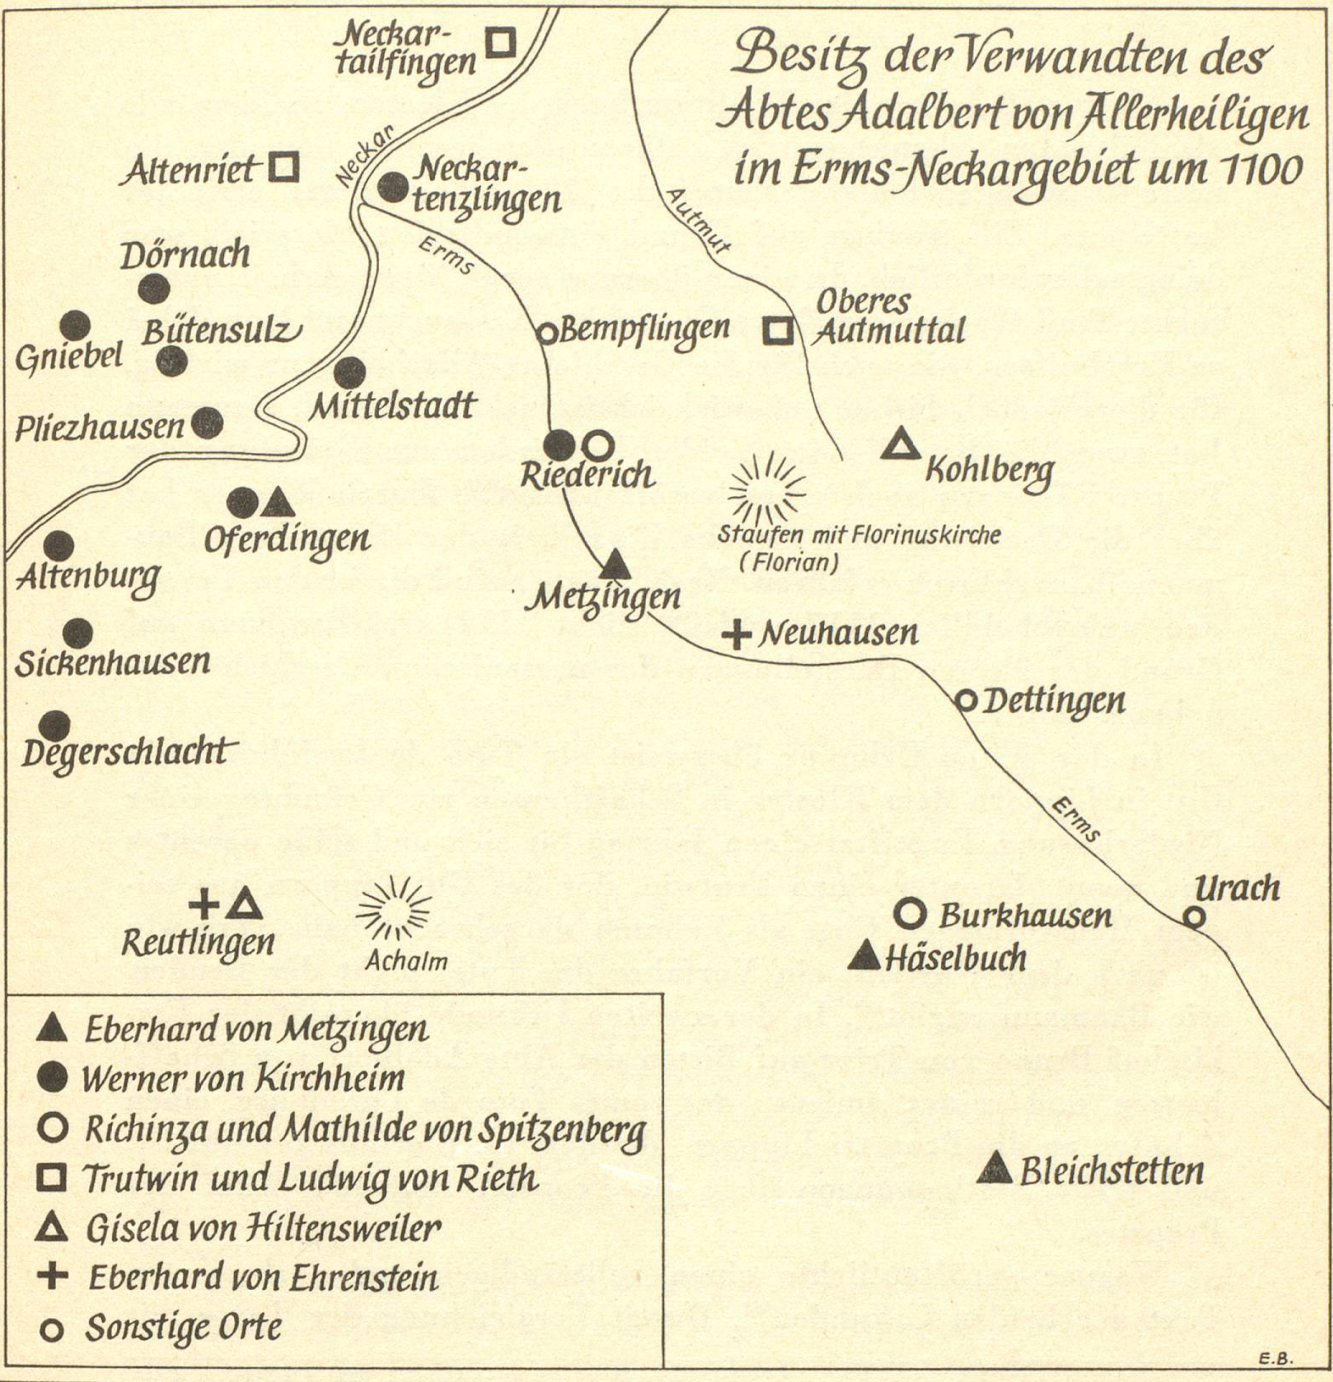 Besitz der Verwandten des
Abtes Adalbert von Allerheiligen
im Erms-Neckargebiet um 1100
Neckar-
tailfingen
Neckar
Altenriet
Neckar-
tenzlingen
Erms
Autmut
Dörnach
Gniebel
Bütensulz
Bempflingen
Oberes
Autmuttal
Mittelstadt
Pliezhausen
Riederich
Kohlberg
Oferdingen
Staufen mit Florinuskirche
(Florian)
Altenburg
Metzingen
Neuhausen
Sickenhausen
Dettingen
Degerschlacht
Erms
Urach
Reutlingen
Achalm
Burkhausen
Häselbuch
Bleichstetten
Eberhard von Metzingen
Werner von Kirchheim
Richinza und Mathilde von Spitzenberg
Trutwin und Ludwig von Rieth
Gisela von Hiltensweiler
Eberhard von Ehrenstein
Sonstige Orte
E.B.